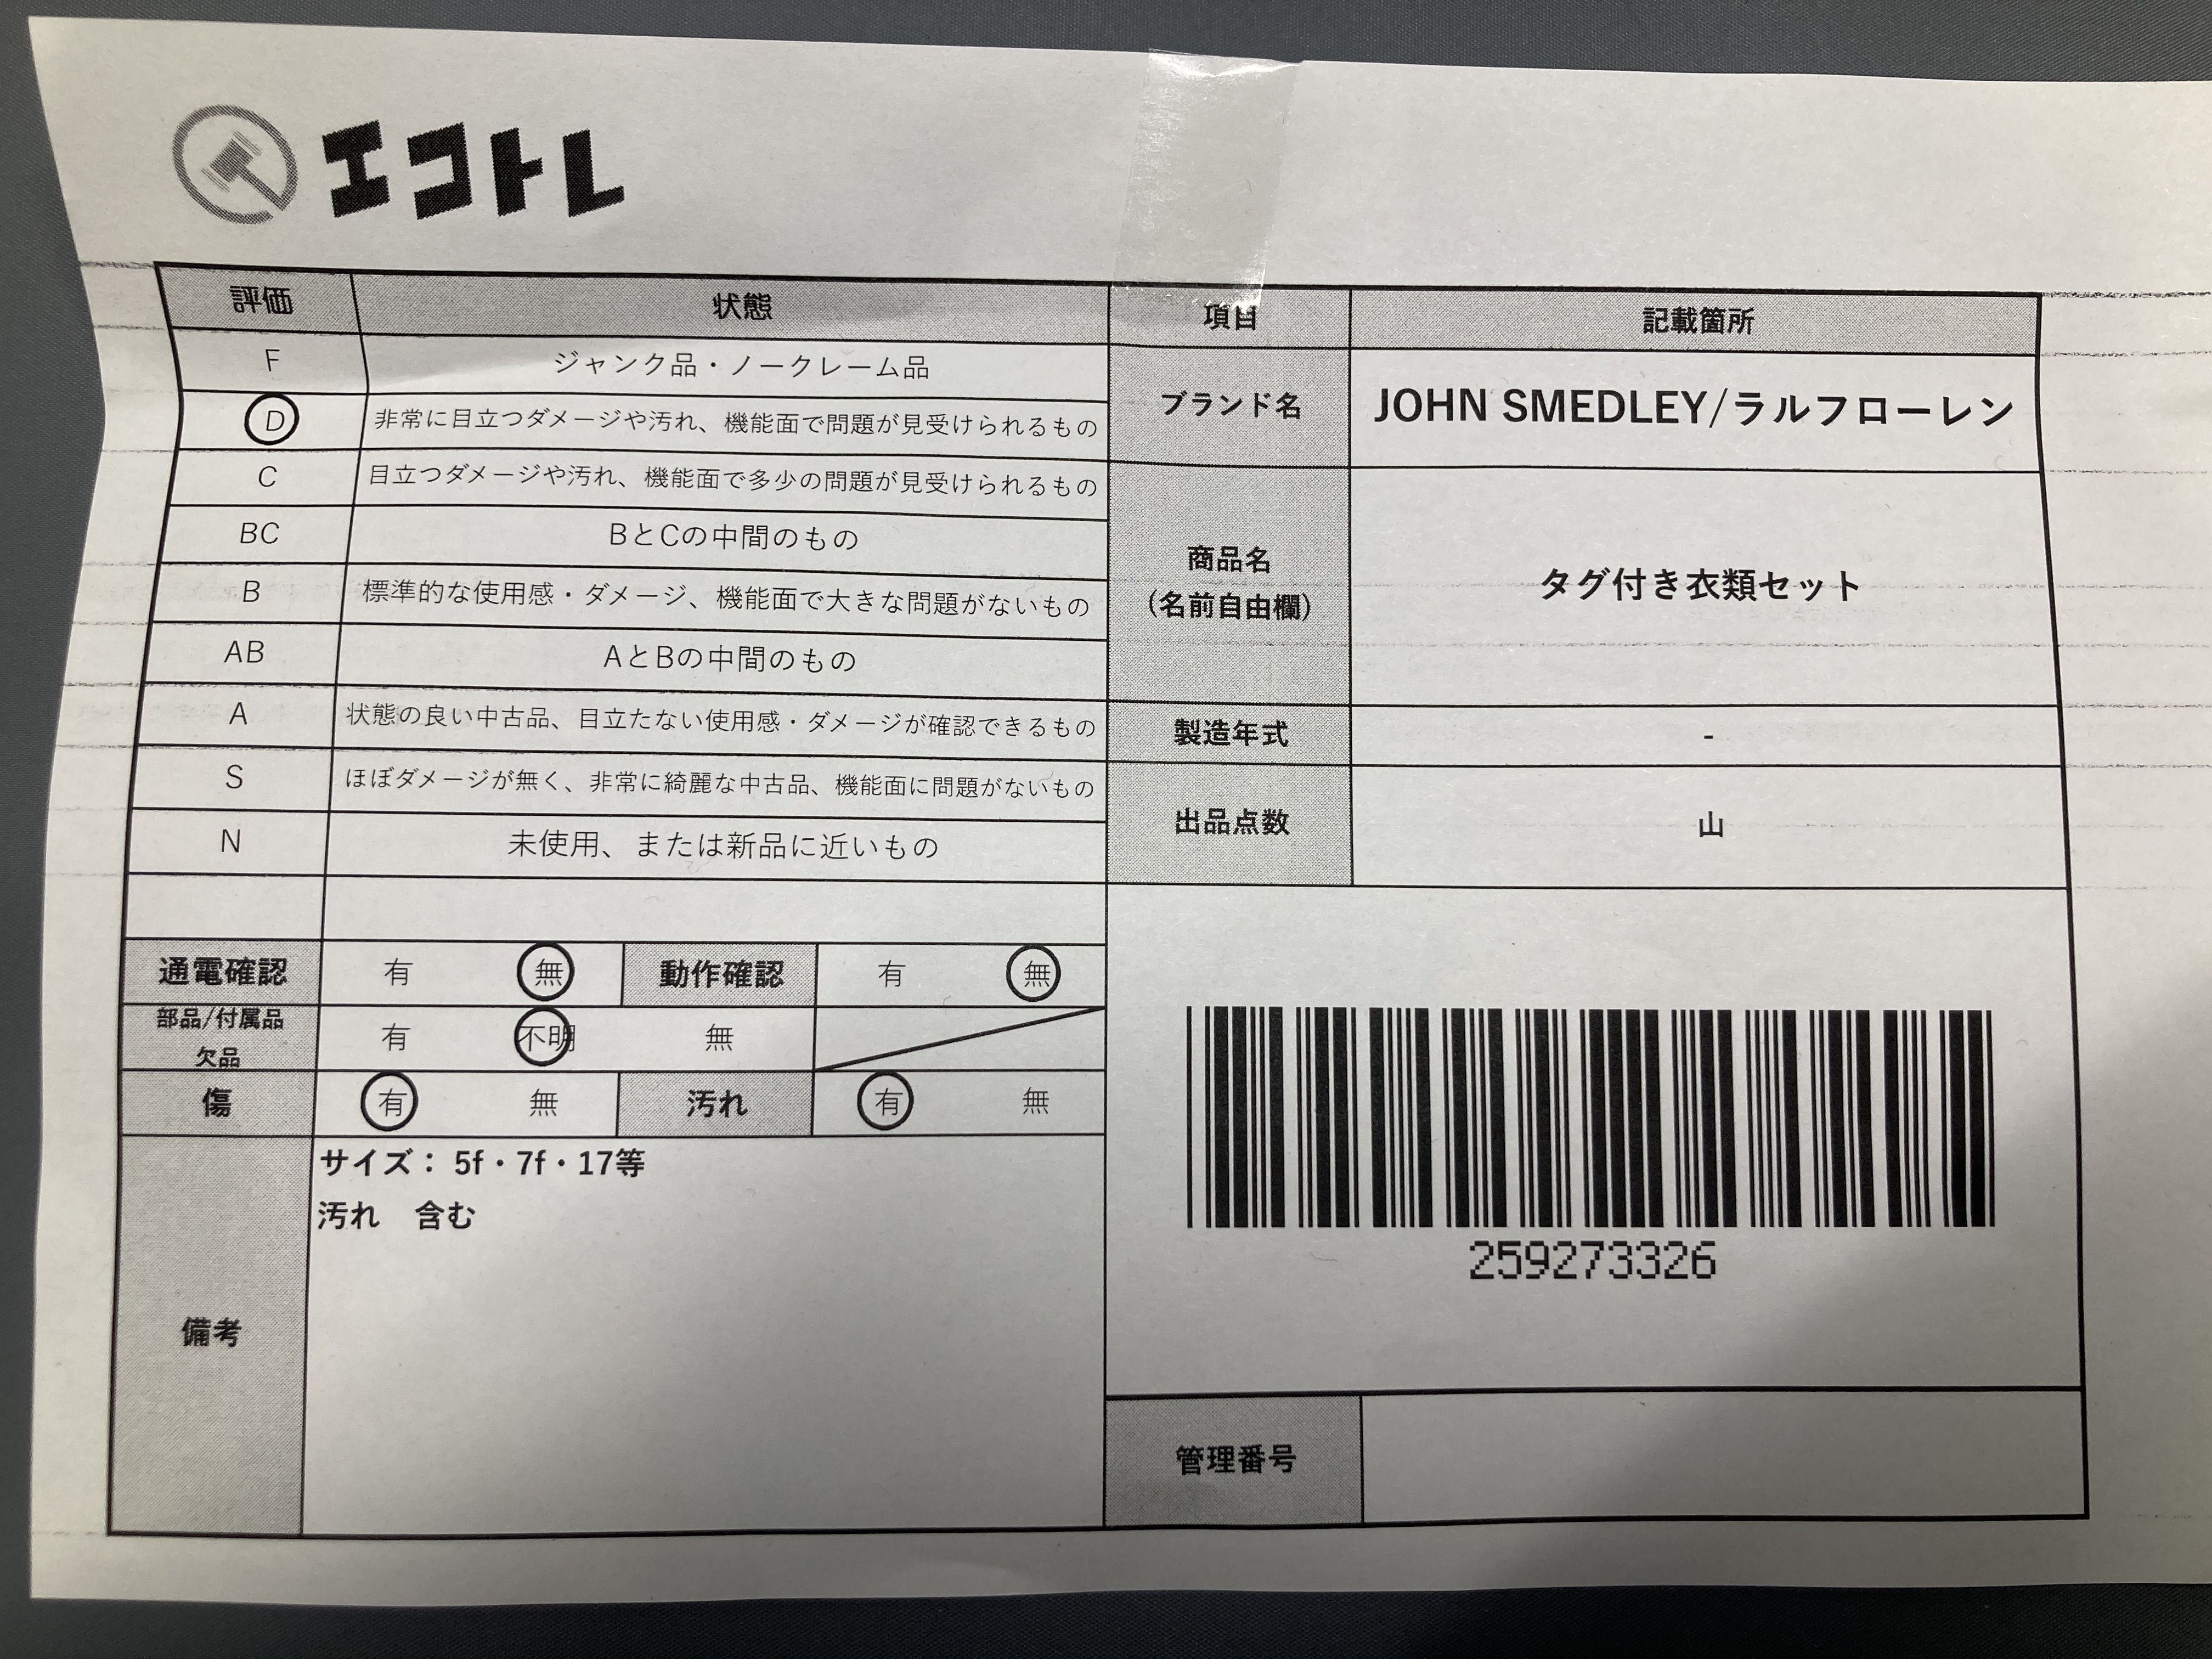 エコトレ
評価 状態
F ジャンク品・ノークレーム品
D 非常に目立つダメージや汚れ、機能面で問題が見受けられるもの
C 目立つダメージや汚れ、機能面で多少の問題が見受けられるもの
BC BとCの中間のもの
B 標準的な使用感・ダメージ、機能面で大きな問題がないもの
AB AとBの中間のもの
A 状態の良い中古品、目立たない使用感・ダメージが確認できるもの
S ほぼダメージが無く、非常に綺麗な中古品、機能面に問題がないもの
N 未使用、または新品に近いもの
通電確認 有 無 動作確認 有 無
部品/付属品
欠品 有 不明 無
傷 有 無 汚れ 有 無
備考
サイズ： 5f・7f・17等
汚れ　含む
項目 記載箇所
ブランド名 JOHN SMEDLEY/ラルフローレン
商品名
(名前自由欄)
タグ付き衣類セット
製造年式 -
出品点数 山
259273326
管理番号